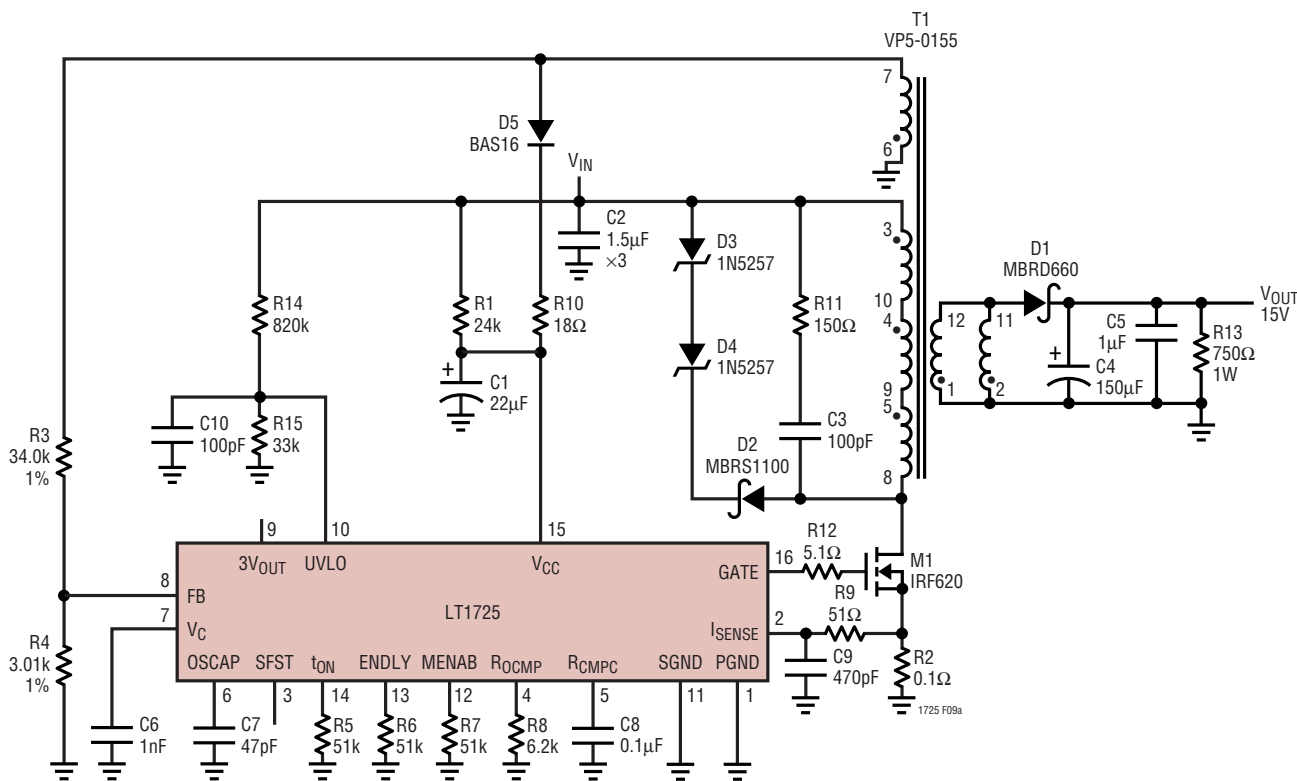 T1
VP5-0155
7
D5
BAS16
6
VIN
C2
1.5µF
×3
3
D3
1N5257
D1
MBRD660
R14
820k
R1
24k
R10
18Ω
R11
150Ω
10
4
12
11
VOUT
15V
C5
1µF
R13
750Ω
1W
D4
1N5257
+
C1
22µF
+
C4
150µF
9
5
1
2
C10
100pF
R15
33k
C3
100pF
R3
34.0k
1%
D2
MBRS1100
8
9
10
15
R12
5.1Ω
3VOUT
UVLO
VCC
GATE
16
M1
IRF620
8
FB
LT1725
R9
51Ω
7
VC
ISENSE
2
R4
3.01k
1%
OSCAP
SFST
tON
ENDLY
MENAB
ROCMP
RCMPC
SGND
PGND
C9
470pF
R2
0.1Ω
6
3
14
13
12
4
5
11
1
1725 F09a
C6
1nF
C7
47pF
R5
51k
R6
51k
R7
51k
R8
6.2k
C8
0.1µF